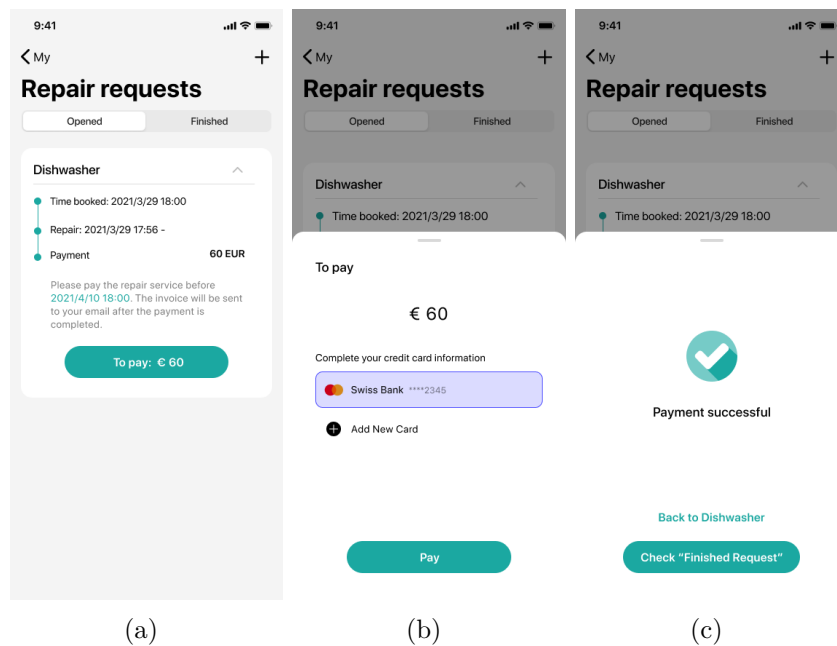 9:41
My
Repair requests
Opened Finished
Dishwasher
Time booked: 2021/3/29 18:00
Repair: 2021/3/29 17:56 -
Payment 60 EUR
Please pay the repair service before
2021/4/10 18:00. The invoice will be sent
to your email after the payment is
completed.
To pay: € 60
(a)
9:41
My
Repair requests
Opened Finished
Dishwasher
Time booked: 2021/3/29 18:00
To pay
€ 60
Complete your credit card information
Swiss Bank ****2345
Add New Card
Pay
(b)
9:41
My
Repair requests
Opened Finished
Dishwasher
Time booked: 2021/3/29 18:00
Payment successful
Back to Dishwasher
Check “Finished Request”
(c)